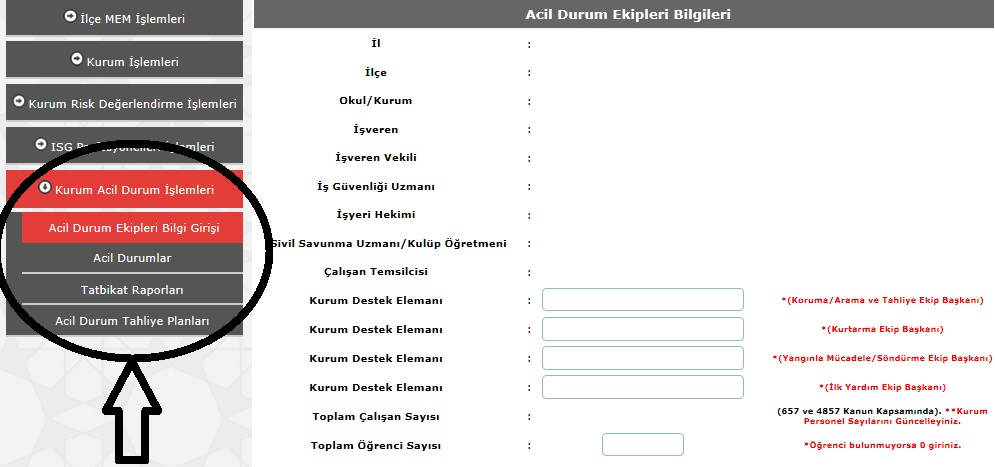 İlçe MEM İşlemleri
Kurum İşlemleri
Kurum Risk Değerlendirme İşlemleri
ISG
Kurum Acil Durum İşlemleri
Acil Durum Ekipleri Bilgi Girişi
Acil Durumlar
Tatbikat Raporları
Acil Durum Tahliye Planları
Acil Durum Ekipleri Bilgileri
İl :
İlçe :
Okul/Kurum :
İşveren :
İşveren Vekili :
İş Güvenliği Uzmanı :
İşyeri Hekimi :
Sivil Savunma Uzmanı/Kulüp Öğretmeni :
Çalışan Temsilcisi :
Kurum Destek Elemanı : *(Koruma/Arama ve Tahliye Ekip Başkanı)
Kurum Destek Elemanı : *(Kurtarma Ekip Başkanı)
Kurum Destek Elemanı : *(Yangınla Mücadele/Söndürme Ekip Başkanı)
Kurum Destek Elemanı : *(İlk Yardım Ekip Başkanı)
Toplam Çalışan Sayısı : (657 ve 4857 Kanun Kapsamında). **Kurum
Personel Sayılarını Güncelleyiniz.
Toplam Öğrenci Sayısı : *Öğrenci bulunmuyorsa 0 giriniz.